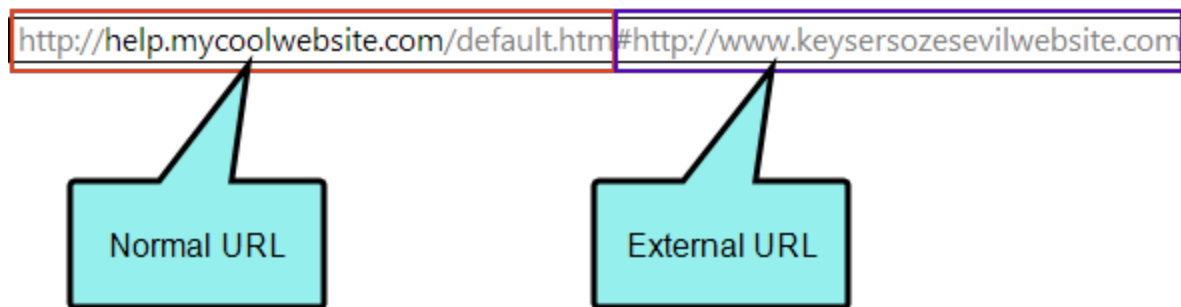 http://help.mycoolwebsite.com/default.htm#http://www.keysersozesevilwebsite.com
Normal URL
External URL